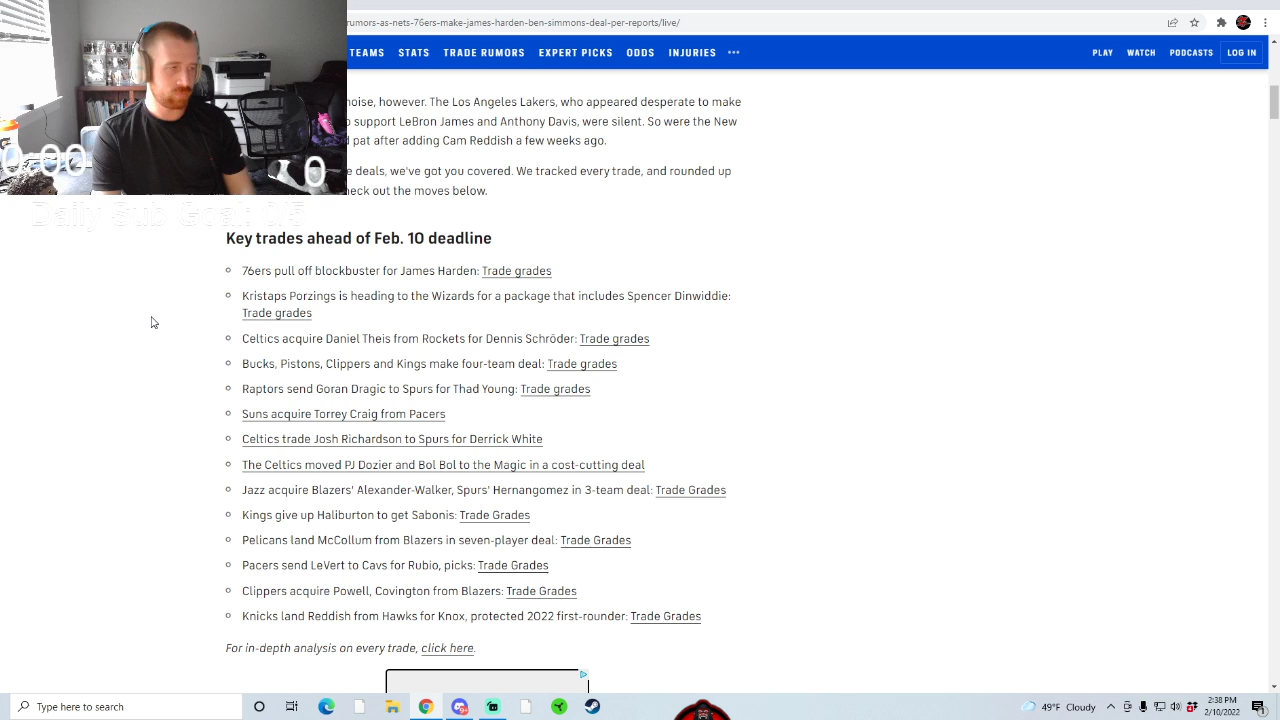 rumors-as-nets-76ers-make-james-harden-ben-simmons-deal-per-reports/live/
TEAMS STATS TRADE RUMORS EXPERT PICKS ODDS INJURIES ••• PLAY WATCH PODCASTS LOG IN
noise, however. The Los Angeles Lakers, who appeared desperate to make
support LeBron James and Anthony Davis, were silent. So were the New
pat after adding Cam Reddish a few weeks ago.
deals, we've got you covered. We tracked every trade, and rounded up
heck out the moves below.
0:00
0
Daily Sub Goal: 0/5
Key trades ahead of Feb. 10 deadline
76ers pull off blockbuster for James Harden: Trade grades
Kristaps Porzings is heading to the Wizards for a package that includes Spencer Dinwiddie:
Trade grades
Celtics acquire Daniel Theis from Rockets for Dennis Schröder: Trade grades
Bucks, Pistons, Clippers and Kings make four-team deal: Trade grades
Raptors send Goran Dragic to Spurs for Thad Young: Trade grades
Suns acquire Torrey Craig from Pacers
Celtics trade Josh Richardson to Spurs for Derrick White
The Celtics moved PJ Dozier and Bol Bol to the Magic in a cost-cutting deal
Jazz acquire Blazers' Alexander-Walker, Spurs' Hernangomez in 3-team deal: Trade Grades
Kings give up Haliburton to get Sabonis: Trade Grades
Pelicans land McCollum from Blazers in seven-player deal: Trade Grades
Pacers send LeVert to Cavs for Rubio, picks: Trade Grades
Clippers acquire Powell, Covington from Blazers: Trade Grades
Knicks land Reddish from Hawks for Knox, protected 2022 first-rounder: Trade Grades
For in-depth analysis on every trade, click here.
Type here to search
49°F Cloudy
2:38 PM
2/10/2022